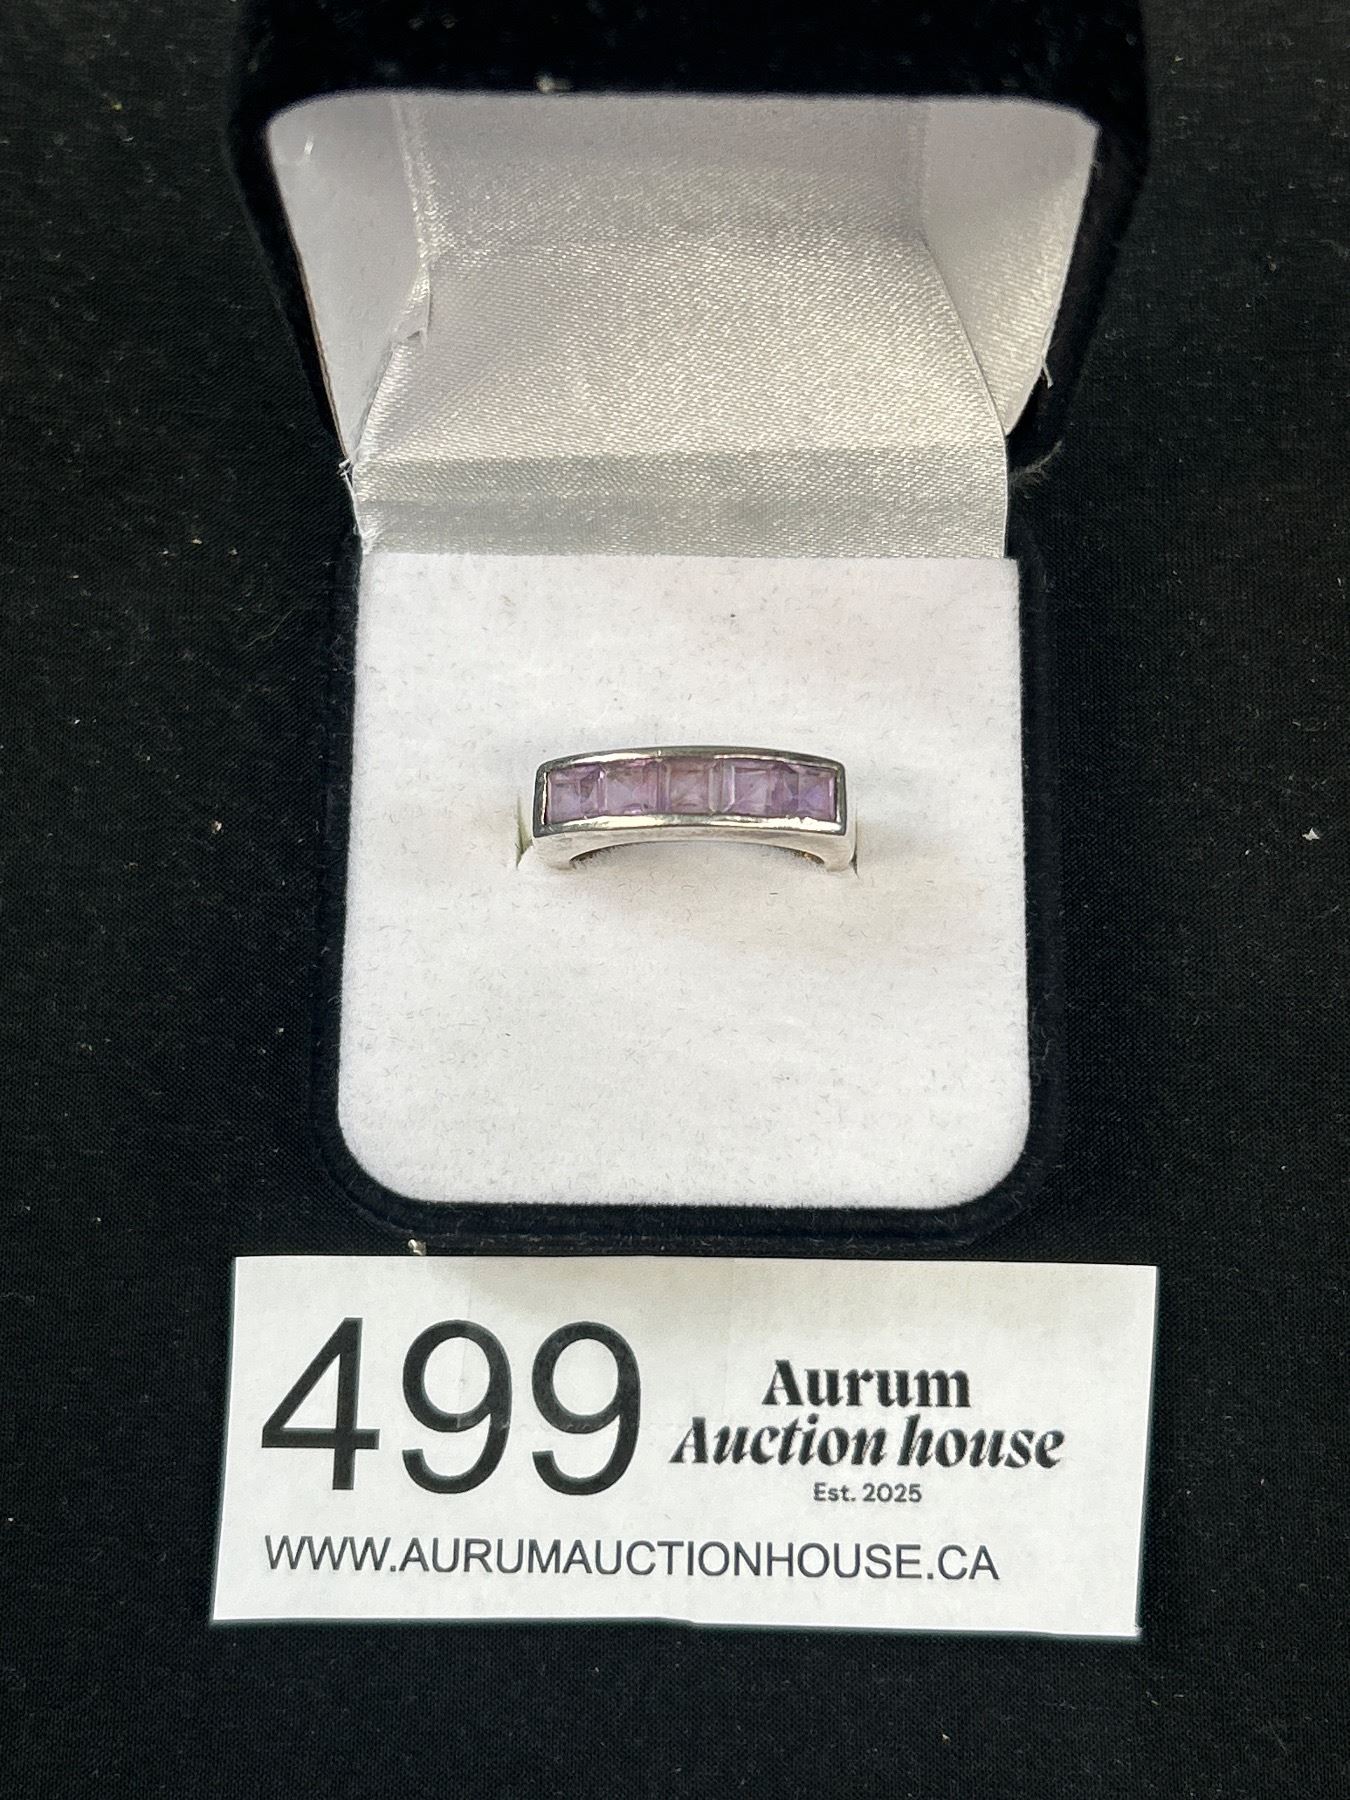 499
Aurum
Auction house
Est. 2025
WWW.AURUMAUCTIONHOUSE.CA